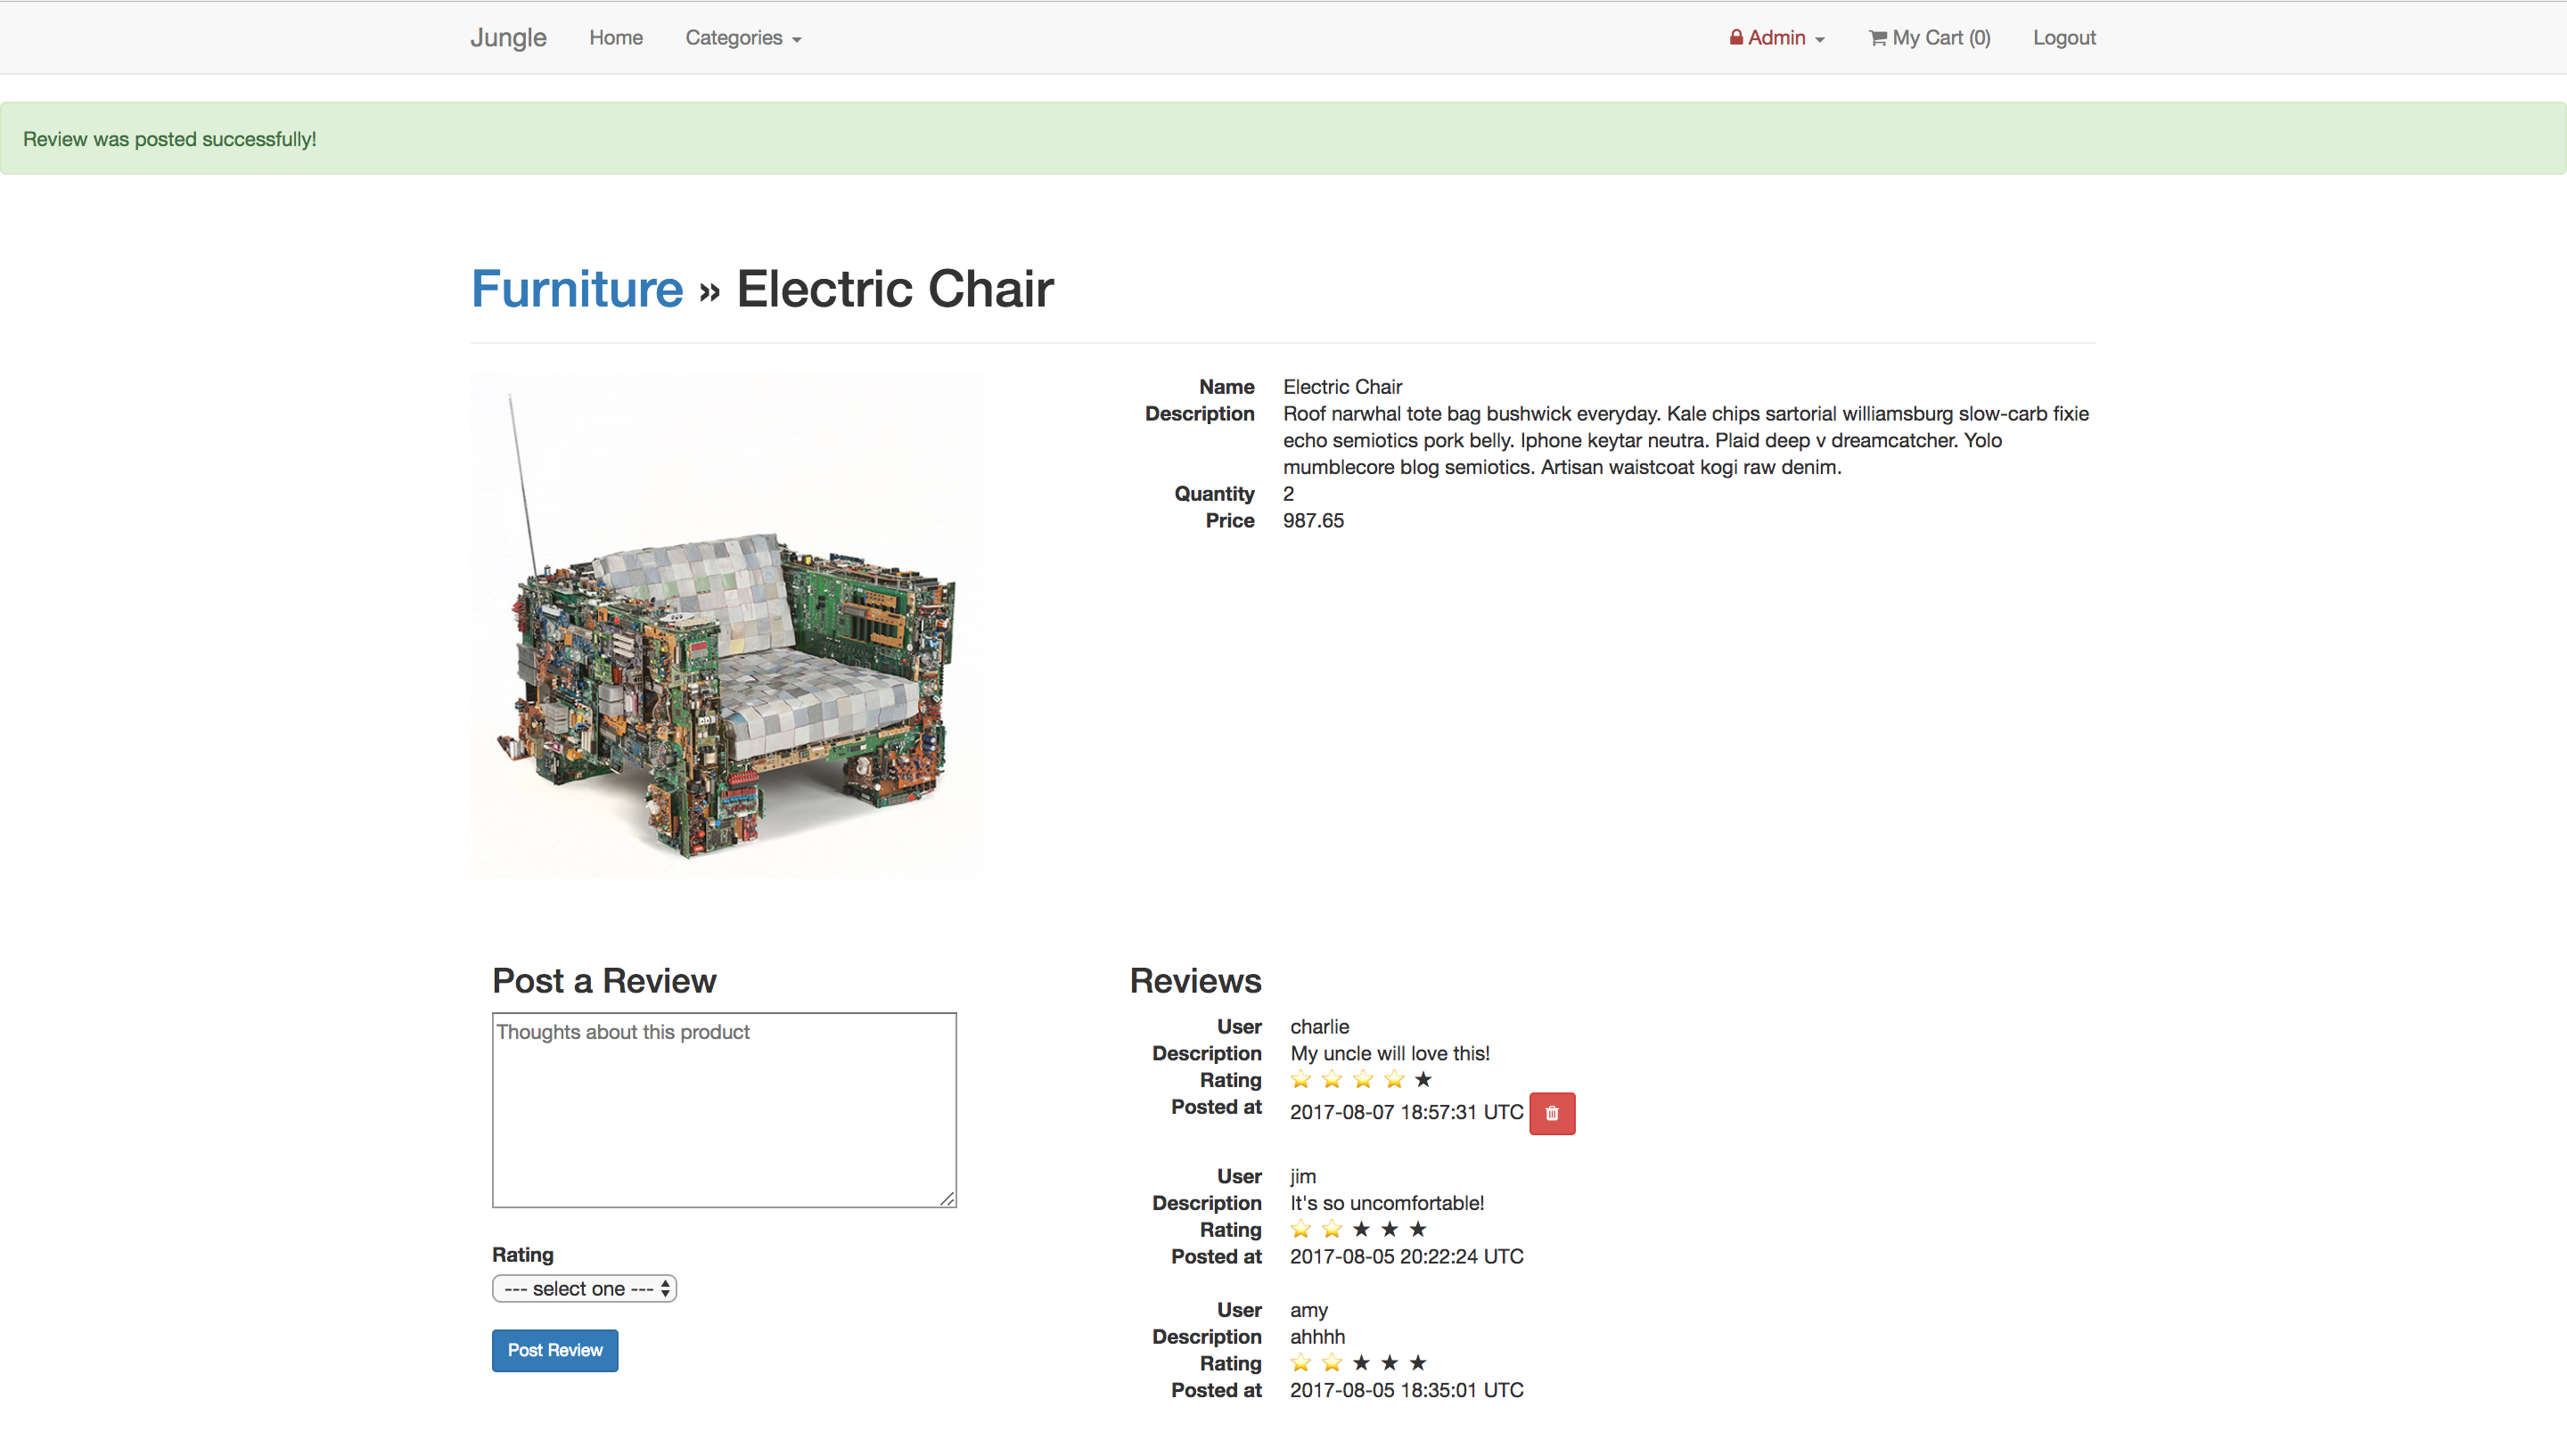 Jungle Home Categories Admin My Cart (0) Logout
Review was posted successfully!
Furniture » Electric Chair
Name Electric Chair
Description Roof narwhal tote bag bushwick everyday. Kale chips sartorial williamsburg slow-carb fixie
echo semiotics pork belly. Iphone keytar neutra. Plaid deep v dreamcatcher. Yolo
mumblecore blog semiotics. Artisan waistcoat kogi raw denim.
Quantity 2
Price 987.65
Post a Review
Thoughts about this product
Rating
--- select one ---
Post Review
Reviews
User charlie
Description My uncle will love this!
Rating ⭐ ⭐ ⭐ ⭐ ★
Posted at 2017-08-07 18:57:31 UTC
User jim
Description It's so uncomfortable!
Rating ⭐ ⭐ ★ ★ ★
Posted at 2017-08-05 20:22:24 UTC
User amy
Description ahhhh
Rating ⭐ ⭐ ★ ★ ★
Posted at 2017-08-05 18:35:01 UTC